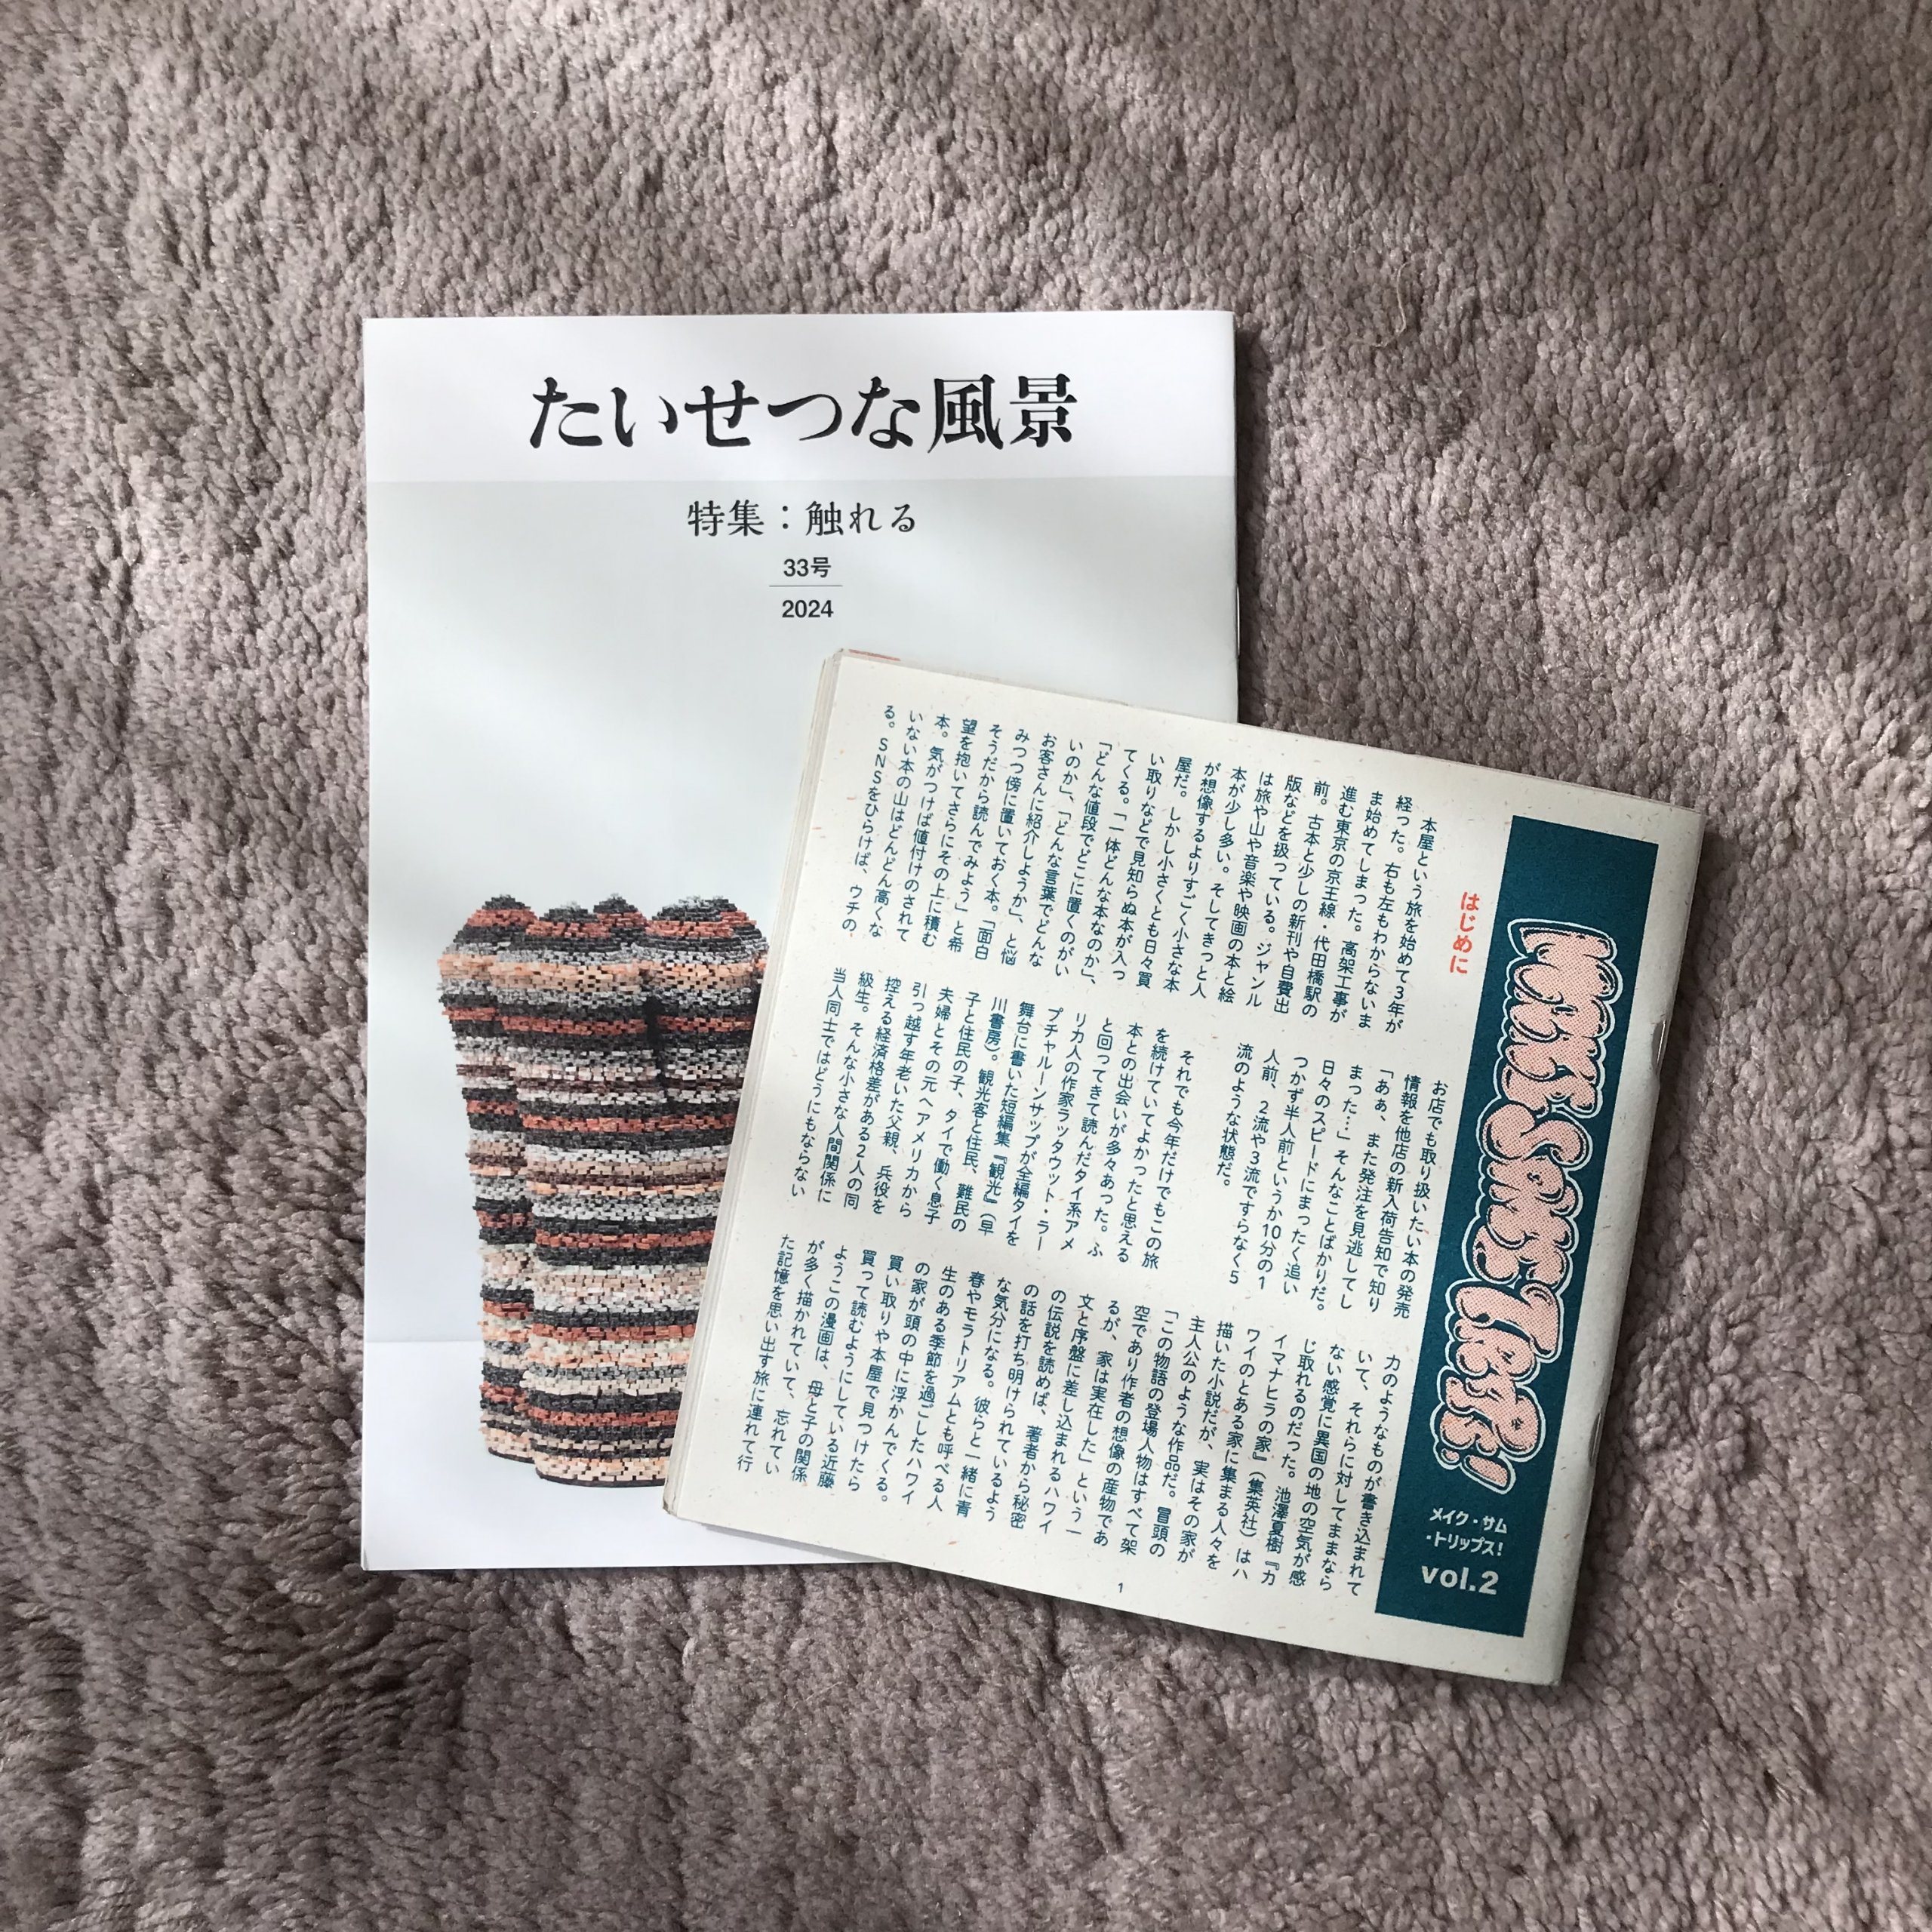 たいせつな風景
特集：触れる
33号
2024
MAKE SOME TRIPS!
メイク・サム
・トリップス!
vol.2
はじめに
本屋という旅を始めて3年が
経った。右も左もわからないま
ま始めてしまった。高架工事が
進む東京の京王線・代田橋駅の
前。古本と少しの新刊や自費出
版などを扱っている。ジャンル
は旅や山や音楽や映画の本と絵
本が少し多い。そしてきっと人
が想像するよりすごく小さな本
屋だ。しかし小さくとも日々買
い取りなどで見知らぬ本が入っ
てくる。「一体どんな本なのか」、
「どんな値段でどこに置くのがい
いのか」、「どんな言葉でどんな
お客さんに紹介しようか」、と悩
みつつ傍に置いておく本。「面白
そうだから読んでみよう」と希
望を抱いてさらにその上に積む
本。気がつけば値付けのされて
いない本の山はどんどん高くな
る。SNSをひらけば、ウチの
お店でも取り扱いたい本の発売
情報を他店の新入荷告知で知り
「あぁ、また発注を見逃してし
まった…」そんなことばかりだ。
日々のスピードにまったく追い
つかず半人前というか10分の1
人前、2流や3流ですらなく5
流のような状態だ。
それでも今年だけでもこの旅
を続けていてよかったと思える
本との出会いが多々あった。ふ
と回ってきて読んだタイ系アメ
リカ人の作家ラッタウット・ラー
プチャルーンサップが全編タイを
舞台に書いた短編集『観光』（早
川書房）。観光客と住民、難民の
子と住民の子、タイで働く息子
夫婦とその元へアメリカから
引っ越す年老いた父親、兵役を
控える経済格差がある2人の同
級生。そんな小さな人間関係に
当人同士ではどうにもならない
力のようなものが書き込まれて
いて、それらに対してままなら
ない感覚に異国の地の空気が感
じ取れるのだった。池澤夏樹『カ
イマナヒラの家』（集英社）はハ
ワイのとある家に集まる人々を
描いた小説だが、実はその家が
主人公のような作品だ。冒頭の
「この物語の登場人物はすべて架
空であり作者の想像の産物であ
るが、家は実在した」という一
文と序盤に差し込まれるハワイ
の伝説を読めば、著者から秘密
の話を打ち明けられているよう
な気分になる。彼らと一緒に青
春やモラトリアムとも呼べる人
生のある季節を過ごしたハワイ
の家が頭の中に浮かんでくる。
買い取りや本屋で見つけたら
買って読むようにしている近藤
ようこの漫画は、母と子の関係
が多く描かれていて、忘れてい
た記憶を思い出す旅に連れて行
1